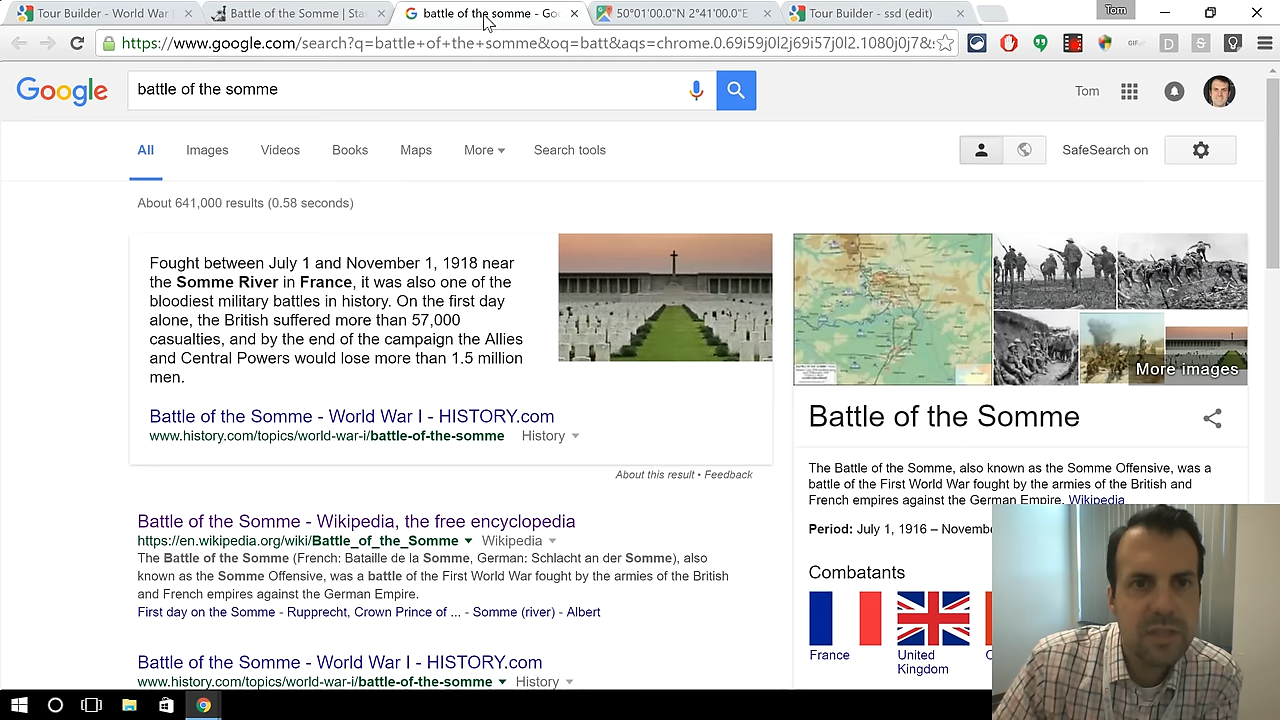 Tour Builder - World War
Battle of the Somme | Sta
battle of the somme - Go
50°01'00.0"N 2°41'00.0"E
Tour Builder - ssd (edit)
Tom
https://www.google.com/search?q=battle+of+the+somme&oq=batt&aqs=chrome.0.69i59j0l2j69i57j0l2.1080j0j7&
GIF
D
S
Google
battle of the somme
Tom
All
Images
Videos
Books
Maps
More
Search tools
SafeSearch on
About 641,000 results (0.58 seconds)
Fought between July 1 and November 1, 1918 near
the Somme River in France, it was also one of the
bloodiest military battles in history. On the first day
alone, the British suffered more than 57,000
casualties, and by the end of the campaign the Allies
and Central Powers would lose more than 1.5 million
men.
Battle of the Somme - World War I - HISTORY.com
www.history.com/topics/world-war-i/battle-of-the-somme History
About this result • Feedback
Battle of the Somme - Wikipedia, the free encyclopedia
https://en.wikipedia.org/wiki/Battle_of_the_Somme Wikipedia
The Battle of the Somme (French: Bataille de la Somme, German: Schlacht an der Somme), also
known as the Somme Offensive, was a battle of the First World War fought by the armies of the British
and French empires against the German Empire.
First day on the Somme - Rupprecht, Crown Prince of ... - Somme (river) - Albert
Battle of the Somme - World War I - HISTORY.com
www.history.com/topics/world-war-i/battle-of-the-somme History
More images
Battle of the Somme
The Battle of the Somme, also known as the Somme Offensive, was a
battle of the First World War fought by the armies of the British and
French empires against the German Empire. Wikipedia
Period: July 1, 1916 – Novembe
Combatants
France
United
Kingdom